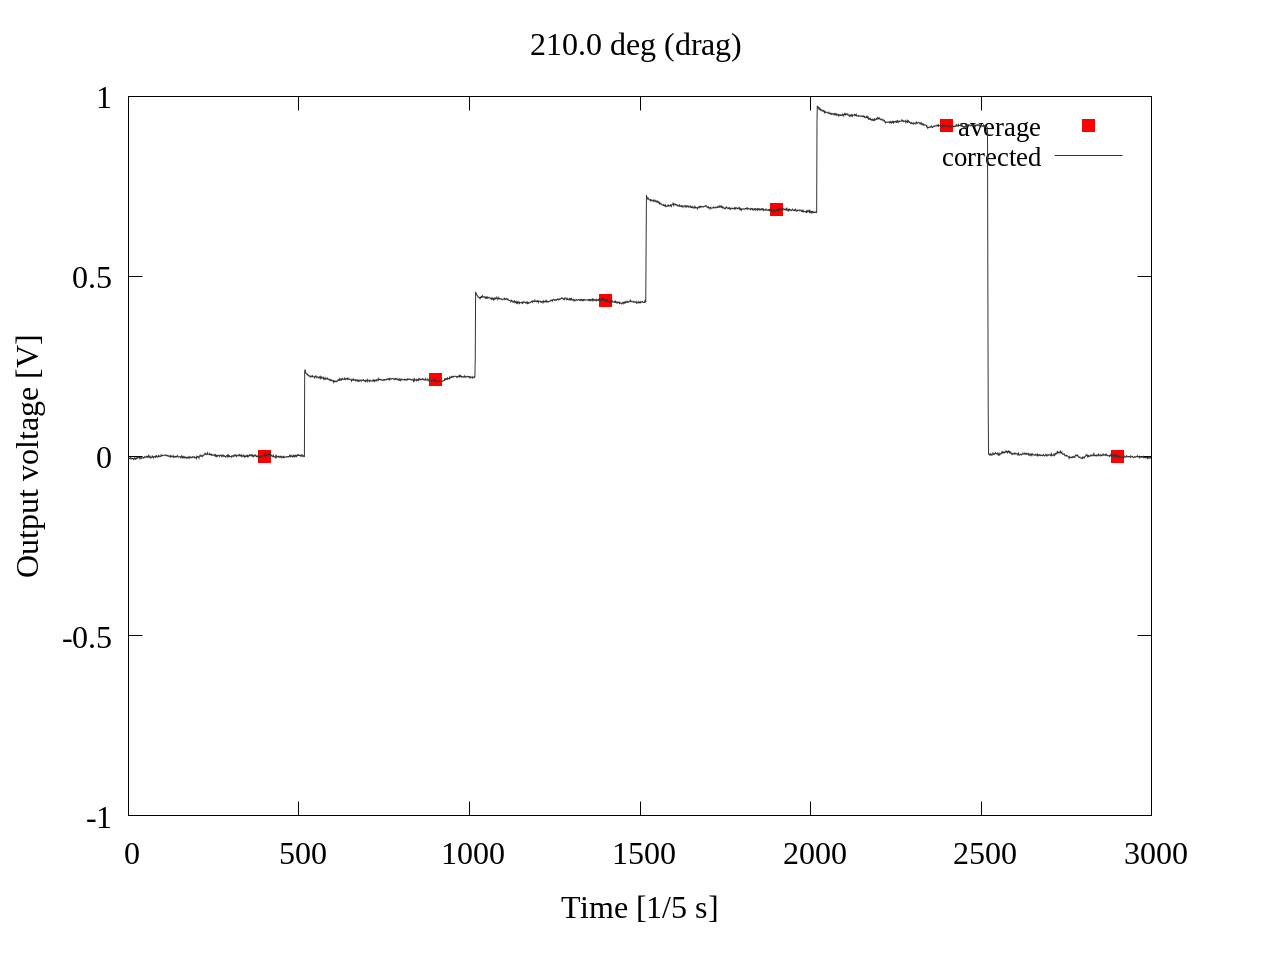 210.0 deg (drag)
1
0.5
0
-0.5
-1
average
corrected
Output voltage [V]
0 500 1000 1500 2000 2500 3000
Time [1/5 s]